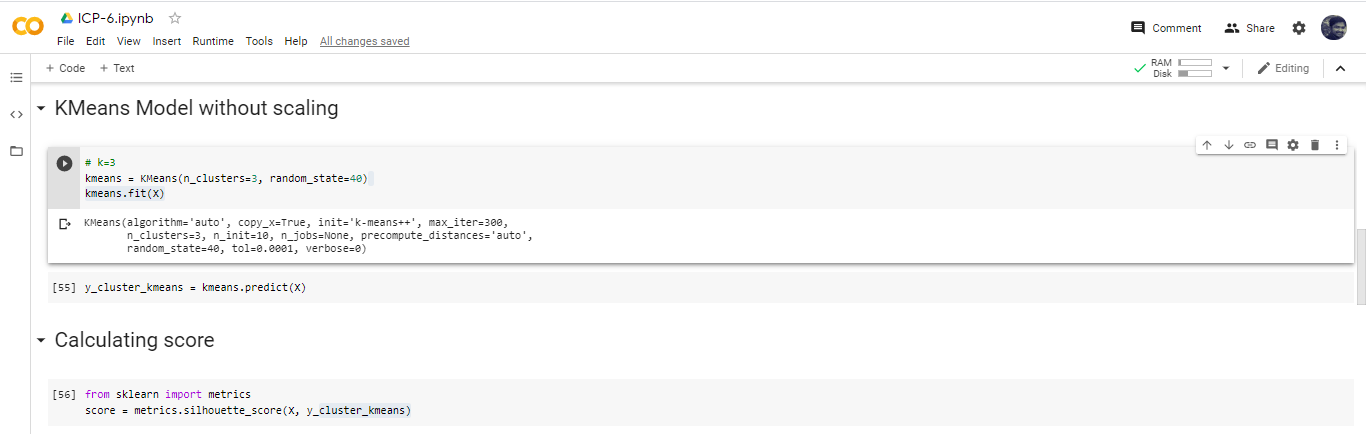 ICP-6.ipynb
File Edit View Insert Runtime Tools Help All changes saved
Comment Share
+ Code + Text
RAM
Disk
Editing
KMeans Model without scaling
# k=3
kmeans = KMeans(n_clusters=3, random_state=40)
kmeans.fit(X)
KMeans(algorithm='auto', copy_x=True, init='k-means++', max_iter=300,
n_clusters=3, n_init=10, n_jobs=None, precompute_distances='auto',
random_state=40, tol=0.0001, verbose=0)
[55] y_cluster_kmeans = kmeans.predict(X)
Calculating score
[56] from sklearn import metrics
score = metrics.silhouette_score(X, y_cluster_kmeans)